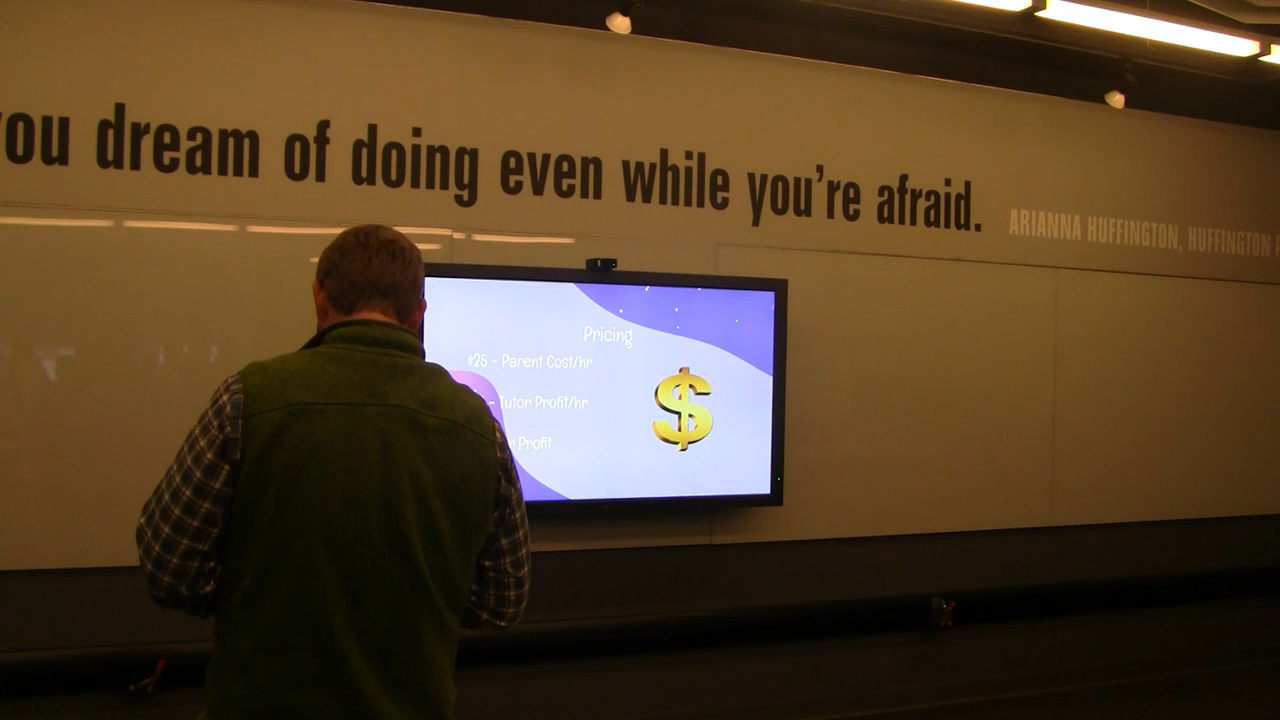 you dream of doing even while you're afraid.
ARIANNA HUFFINGTON, HUFFINGTON
Pricing
$25 - Parent Cost/hr
- Tutor Profit/hr
Profit